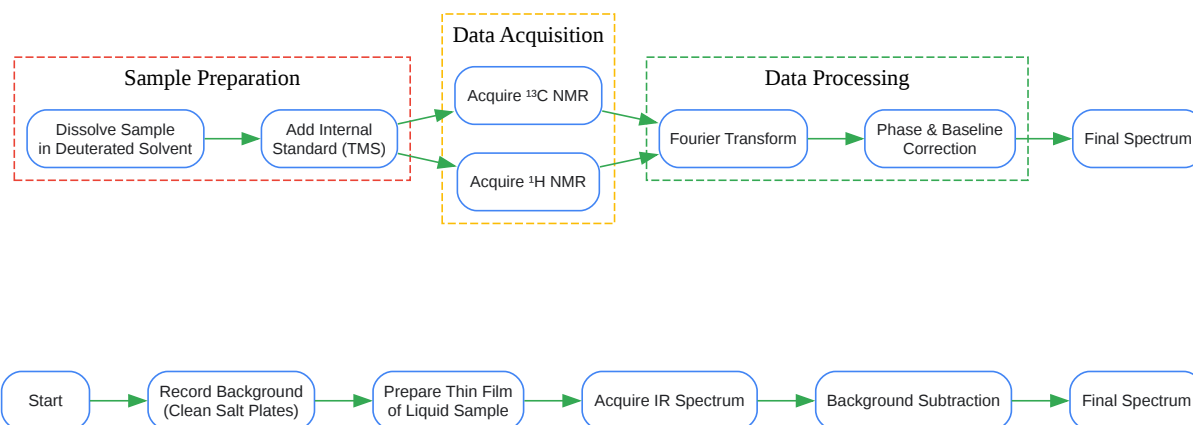 Data Acquisition
Sample Preparation
Data Processing
Dissolve Sample
in Deuterated Solvent
Add Internal
Standard (TMS)
Acquire ¹³C NMR
Acquire ¹H NMR
Fourier Transform
Phase & Baseline
Correction
Final Spectrum
Start
Record Background
(Clean Salt Plates)
Prepare Thin Film
of Liquid Sample
Acquire IR Spectrum
Background Subtraction
Final Spectrum